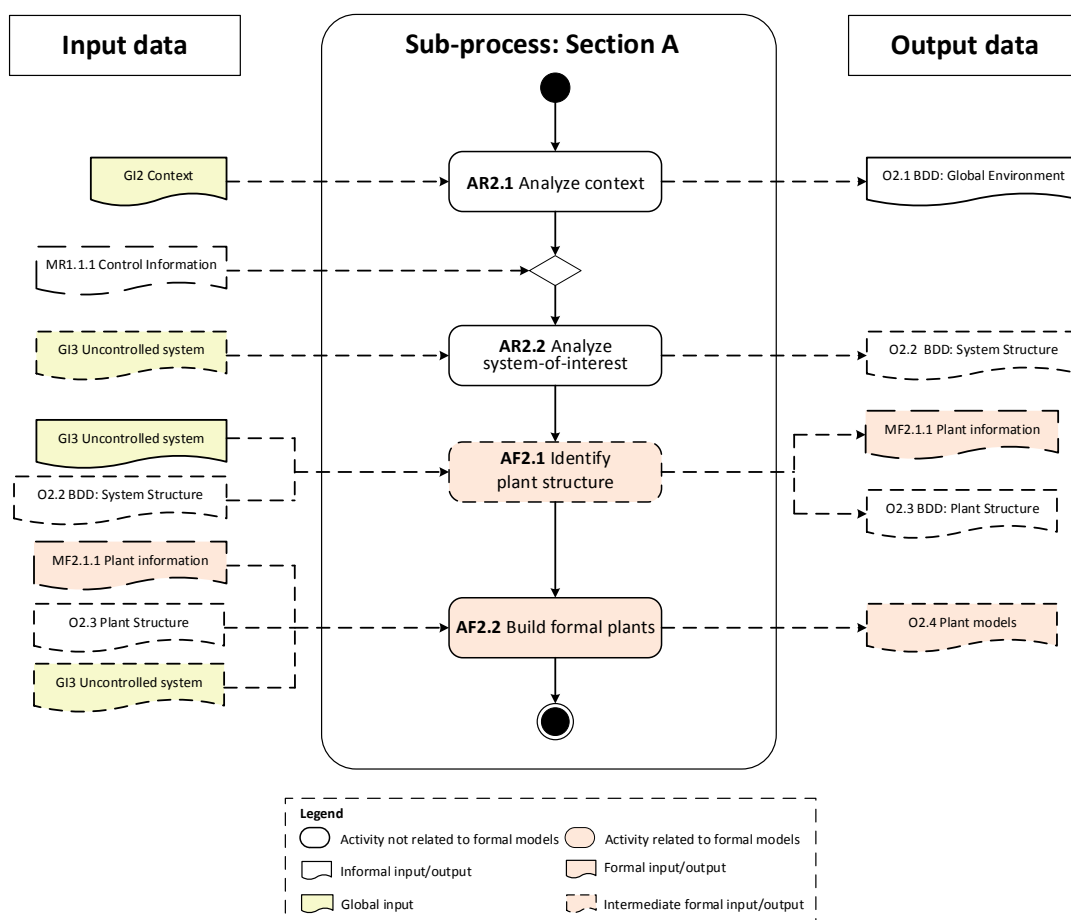 Input data
Sub-process: Section A
Output data
GI2 Context
AR2.1 Analyze context
O2.1 BDD: Global Environment
MR1.1.1 Control Information
GI3 Uncontrolled system
AR2.2 Analyze
system-of-interest
O2.2 BDD: System Structure
GI3 Uncontrolled system
O2.2 BDD: System Structure
AF2.1 Identify
plant structure
MF2.1.1 Plant information
O2.3 BDD: Plant Structure
MF2.1.1 Plant information
O2.3 Plant Structure
GI3 Uncontrolled system
AF2.2 Build formal plants
O2.4 Plant models
Legend
Activity not related to formal models
Activity related to formal models
Informal input/output
Formal input/output
Global input
Intermediate formal input/output